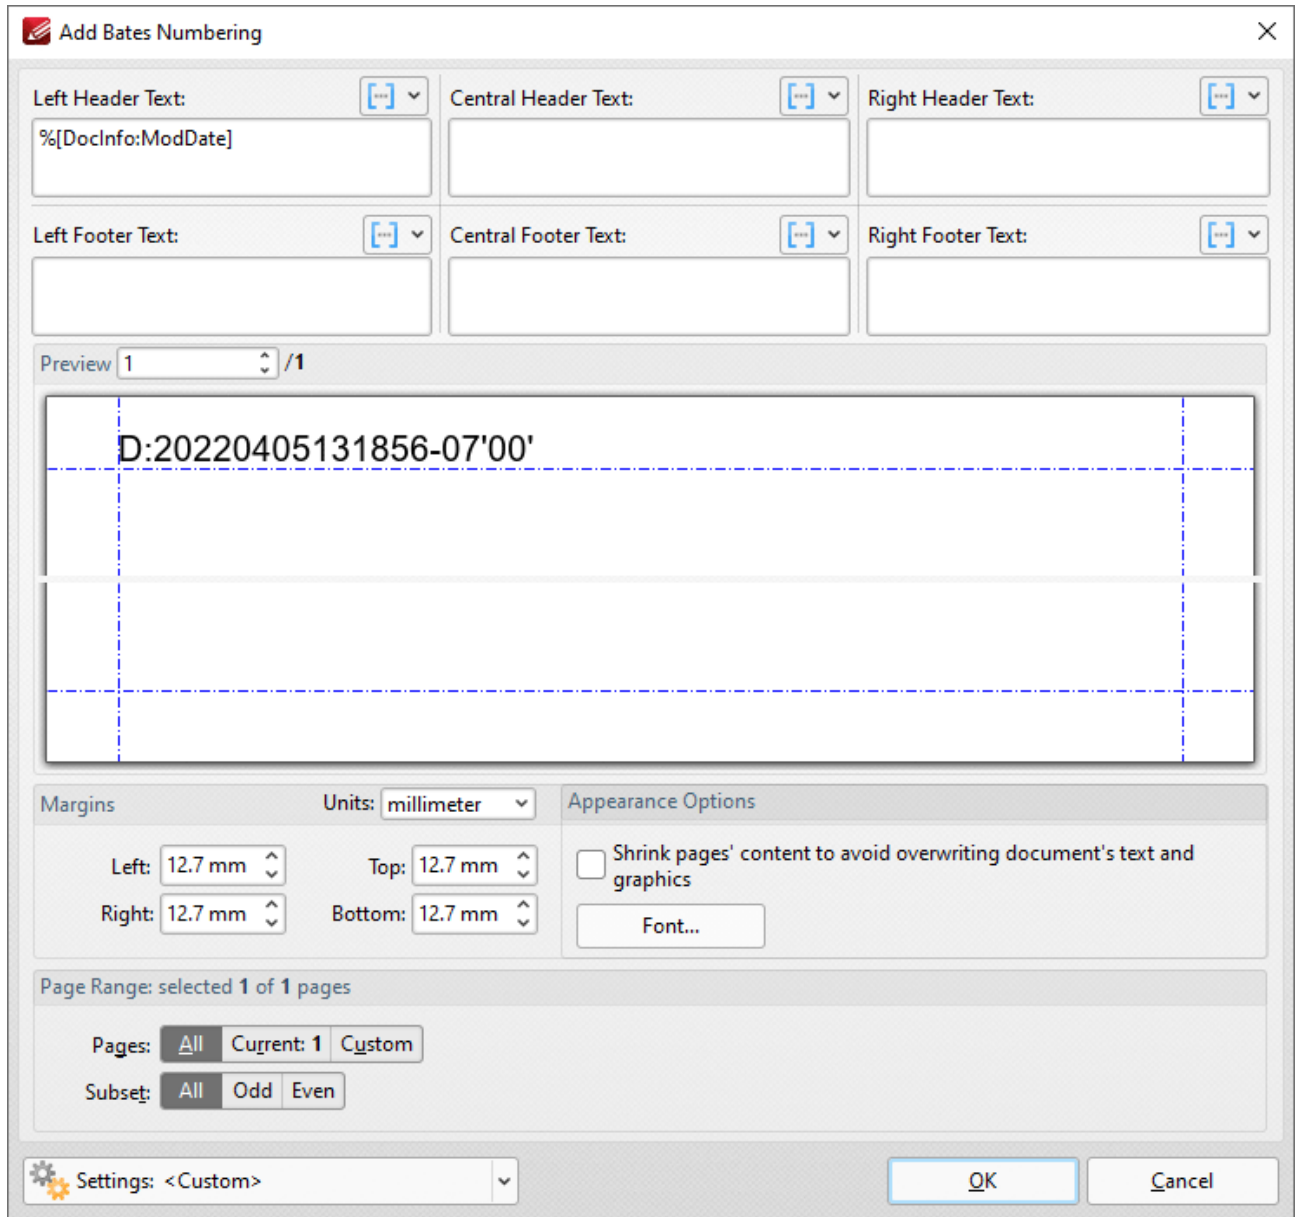 Add Bates Numbering
Left Header Text:
Central Header Text:
Right Header Text:
%[DocInfo:ModDate]
Left Footer Text:
Central Footer Text:
Right Footer Text:
Preview 1 /1
D:20220405131856-07'00'
Margins
Units: millimeter
Left: 12.7 mm
Top: 12.7 mm
Right: 12.7 mm
Bottom: 12.7 mm
Appearance Options
Shrink pages' content to avoid overwriting document's text and
graphics
Font...
Page Range: selected 1 of 1 pages
Pages: All Current: 1 Custom
Subset: All Odd Even
Settings: <Custom>
OK
Cancel